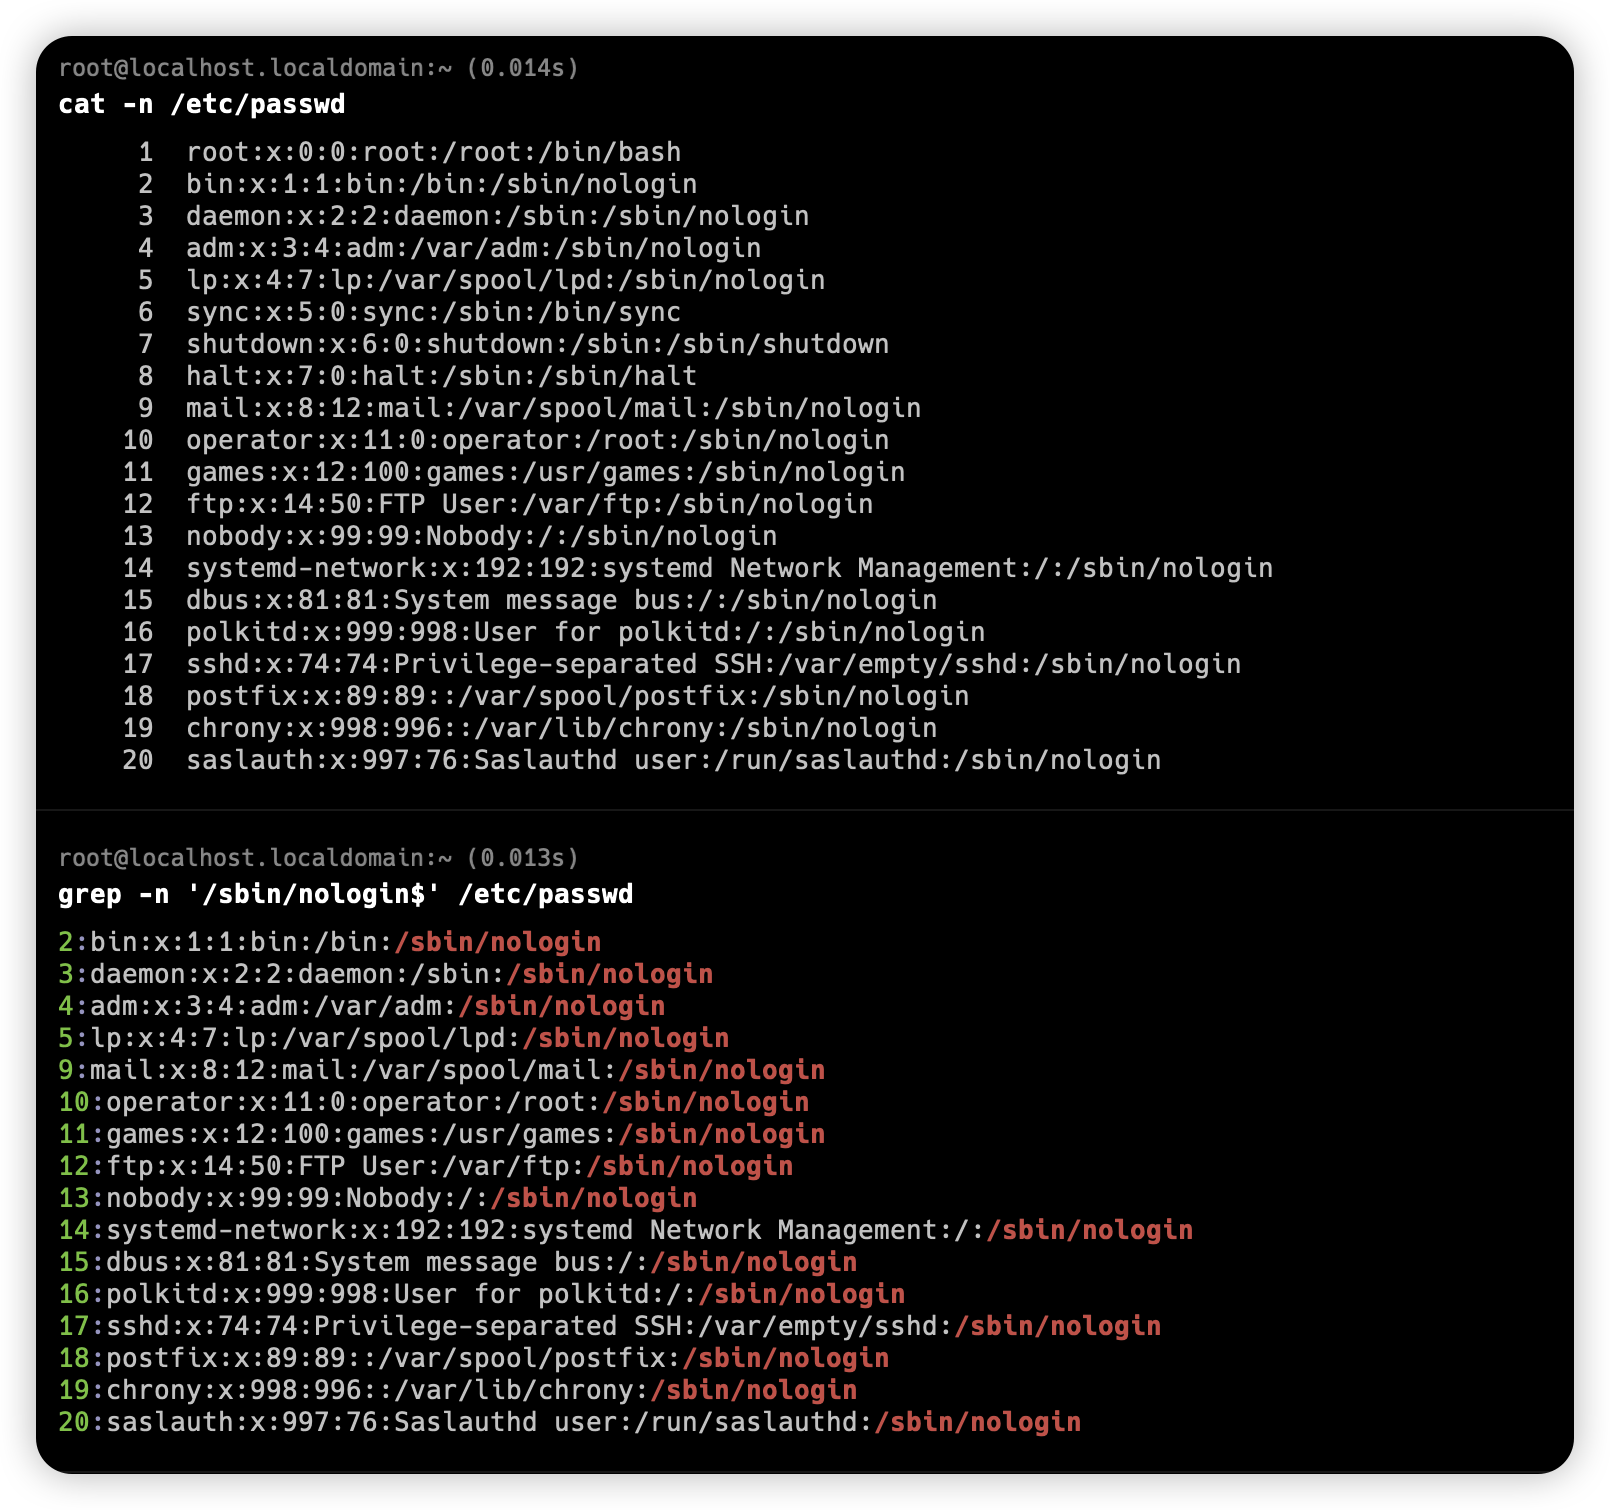 root@localhost.localdomain:~ (0.014s)
cat -n /etc/passwd
     1  root:x:0:0:root:/root:/bin/bash
     2  bin:x:1:1:bin:/bin:/sbin/nologin
     3  daemon:x:2:2:daemon:/sbin:/sbin/nologin
     4  adm:x:3:4:adm:/var/adm:/sbin/nologin
     5  lp:x:4:7:lp:/var/spool/lpd:/sbin/nologin
     6  sync:x:5:0:sync:/sbin:/bin/sync
     7  shutdown:x:6:0:shutdown:/sbin:/sbin/shutdown
     8  halt:x:7:0:halt:/sbin:/sbin/halt
     9  mail:x:8:12:mail:/var/spool/mail:/sbin/nologin
    10  operator:x:11:0:operator:/root:/sbin/nologin
    11  games:x:12:100:games:/usr/games:/sbin/nologin
    12  ftp:x:14:50:FTP User:/var/ftp:/sbin/nologin
    13  nobody:x:99:99:Nobody:/:/sbin/nologin
    14  systemd-network:x:192:192:systemd Network Management:/:/sbin/nologin
    15  dbus:x:81:81:System message bus:/:/sbin/nologin
    16  polkitd:x:999:998:User for polkitd:/:/sbin/nologin
    17  sshd:x:74:74:Privilege-separated SSH:/var/empty/sshd:/sbin/nologin
    18  postfix:x:89:89::/var/spool/postfix:/sbin/nologin
    19  chrony:x:998:996::/var/lib/chrony:/sbin/nologin
    20  saslauth:x:997:76:Saslauthd user:/run/saslauthd:/sbin/nologin
root@localhost.localdomain:~ (0.013s)
grep -n '/sbin/nologin$' /etc/passwd
2:bin:x:1:1:bin:/bin:/sbin/nologin
3:daemon:x:2:2:daemon:/sbin:/sbin/nologin
4:adm:x:3:4:adm:/var/adm:/sbin/nologin
5:lp:x:4:7:lp:/var/spool/lpd:/sbin/nologin
9:mail:x:8:12:mail:/var/spool/mail:/sbin/nologin
10:operator:x:11:0:operator:/root:/sbin/nologin
11:games:x:12:100:games:/usr/games:/sbin/nologin
12:ftp:x:14:50:FTP User:/var/ftp:/sbin/nologin
13:nobody:x:99:99:Nobody:/:/sbin/nologin
14:systemd-network:x:192:192:systemd Network Management:/:/sbin/nologin
15:dbus:x:81:81:System message bus:/:/sbin/nologin
16:polkitd:x:999:998:User for polkitd:/:/sbin/nologin
17:sshd:x:74:74:Privilege-separated SSH:/var/empty/sshd:/sbin/nologin
18:postfix:x:89:89::/var/spool/postfix:/sbin/nologin
19:chrony:x:998:996::/var/lib/chrony:/sbin/nologin
20:saslauth:x:997:76:Saslauthd user:/run/saslauthd:/sbin/nologin